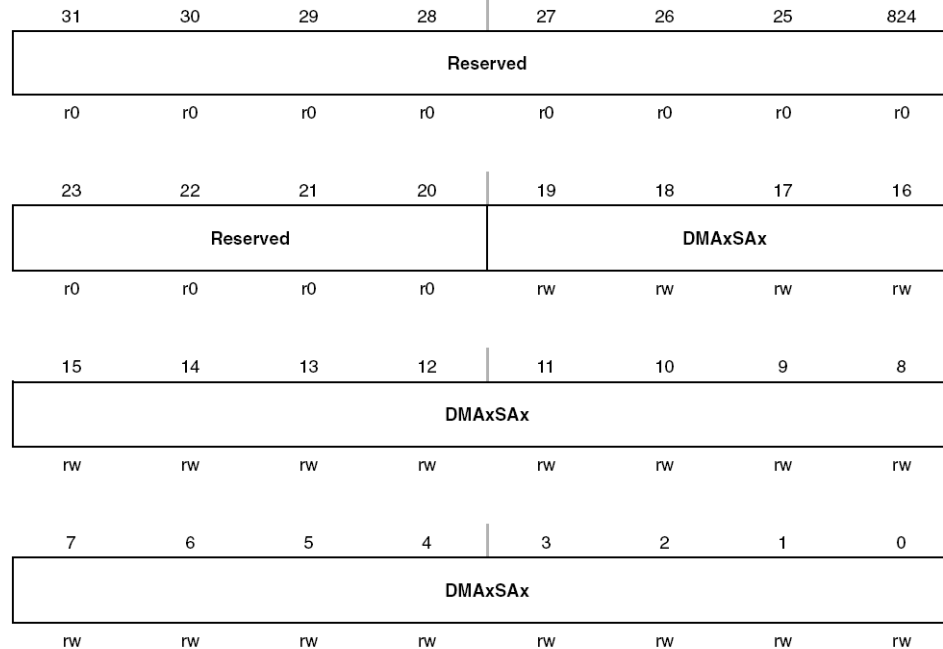 31 30 29 28 27 26 25 824
Reserved
r0 r0 r0 r0 r0 r0 r0 r0
23 22 21 20 19 18 17 16
Reserved DMAxSAx
r0 r0 r0 r0 rw rw rw rw
15 14 13 12 11 10 9 8
DMAxSAx
rw rw rw rw rw rw rw rw
7 6 5 4 3 2 1 0
DMAxSAx
rw rw rw rw rw rw rw rw